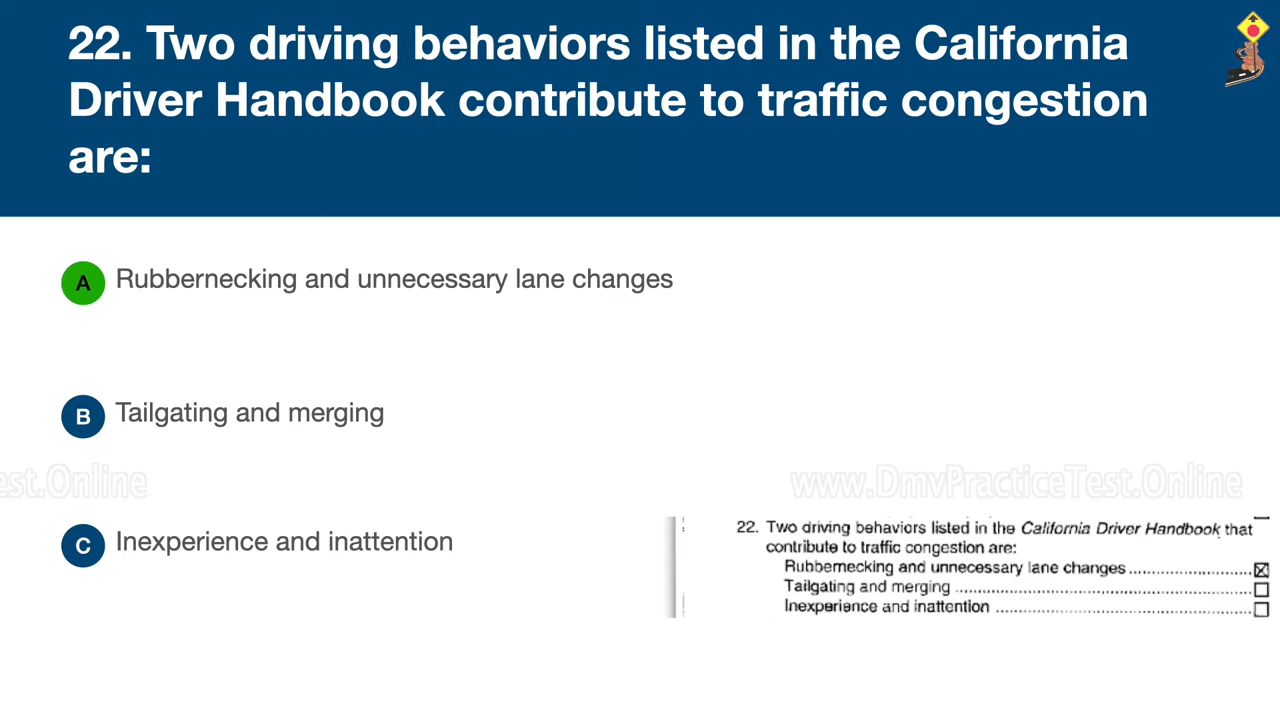 22. Two driving behaviors listed in the California
Driver Handbook contribute to traffic congestion
are:
A Rubbernecking and unnecessary lane changes
B Tailgating and merging
est.Online
www.DmvPracticeTest.Online
C Inexperience and inattention
22. Two driving behaviors listed in the California Driver Handbook that
contribute to traffic congestion are:
Rubbernecking and unnecessary lane changes
Tailgating and merging
Inexperience and inattention